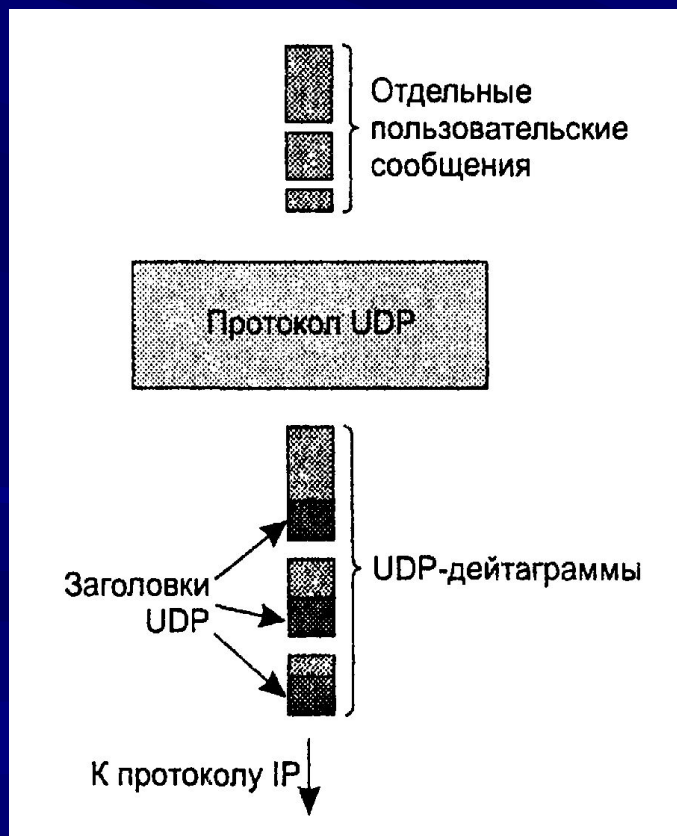 Отдельные
пользовательские
сообщения
Протокол UDP
UDP-дейтаграммы
Заголовки
UDP
К протоколу IP